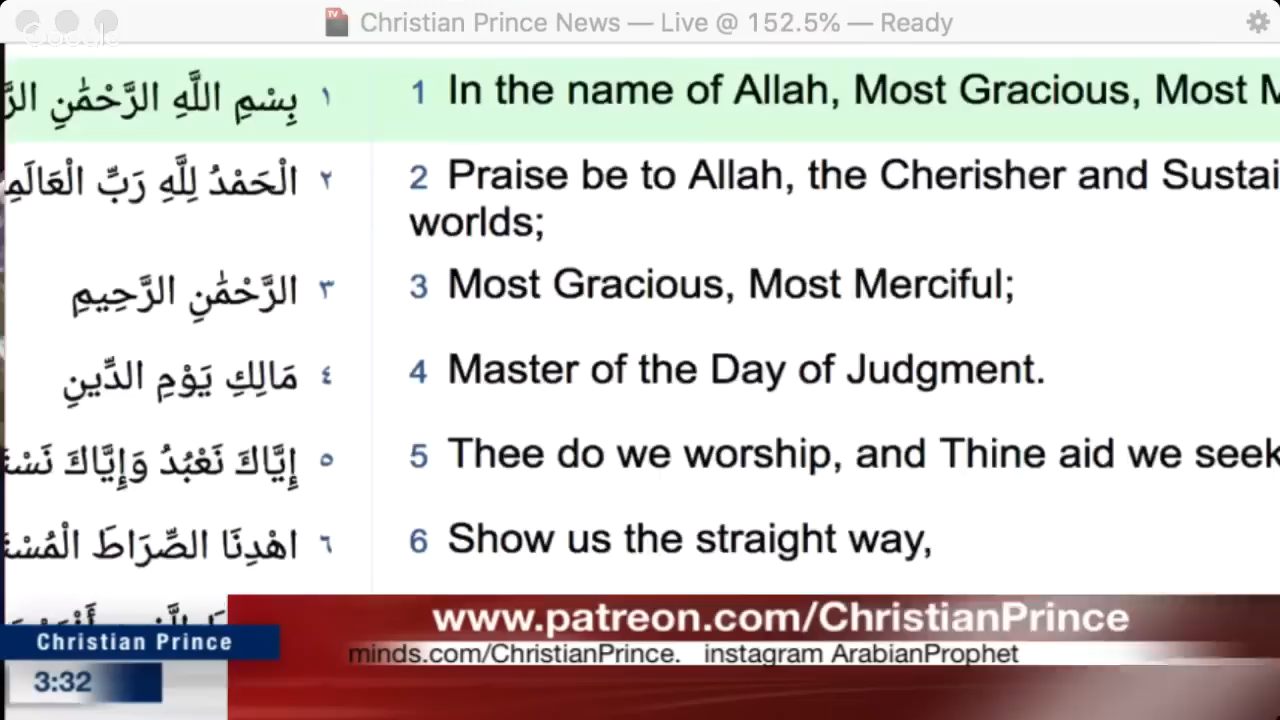 Christian Prince News — Live @ 152.5% — Ready
Google
بِسْمِ اللَّهِ الرَّحْمَٰنِ ١
1 In the name of Allah, Most Gracious, Most
الْحَمْدُ لِلَّهِ رَبِّ ٢
2 Praise be to Allah, the Cherisher and
worlds;
الرَّحْمَٰنِ الرَّحِيمِ ٣
3 Most Gracious, Most Merciful;
مَالِكِ يَوْمِ الدِّينِ ٤
4 Master of the Day of Judgment.
إِيَّاكَ نَعْبُدُ وَإِيَّاكَ ٥
5 Thee do we worship, and Thine aid we seek
اهْدِنَا الصِّرَاطَ ٦
6 Show us the straight way,
www.patreon.com/ChristianPrince
Christian Prince
minds.com/ChristianPrince. instagram ArabianProphet
3:32